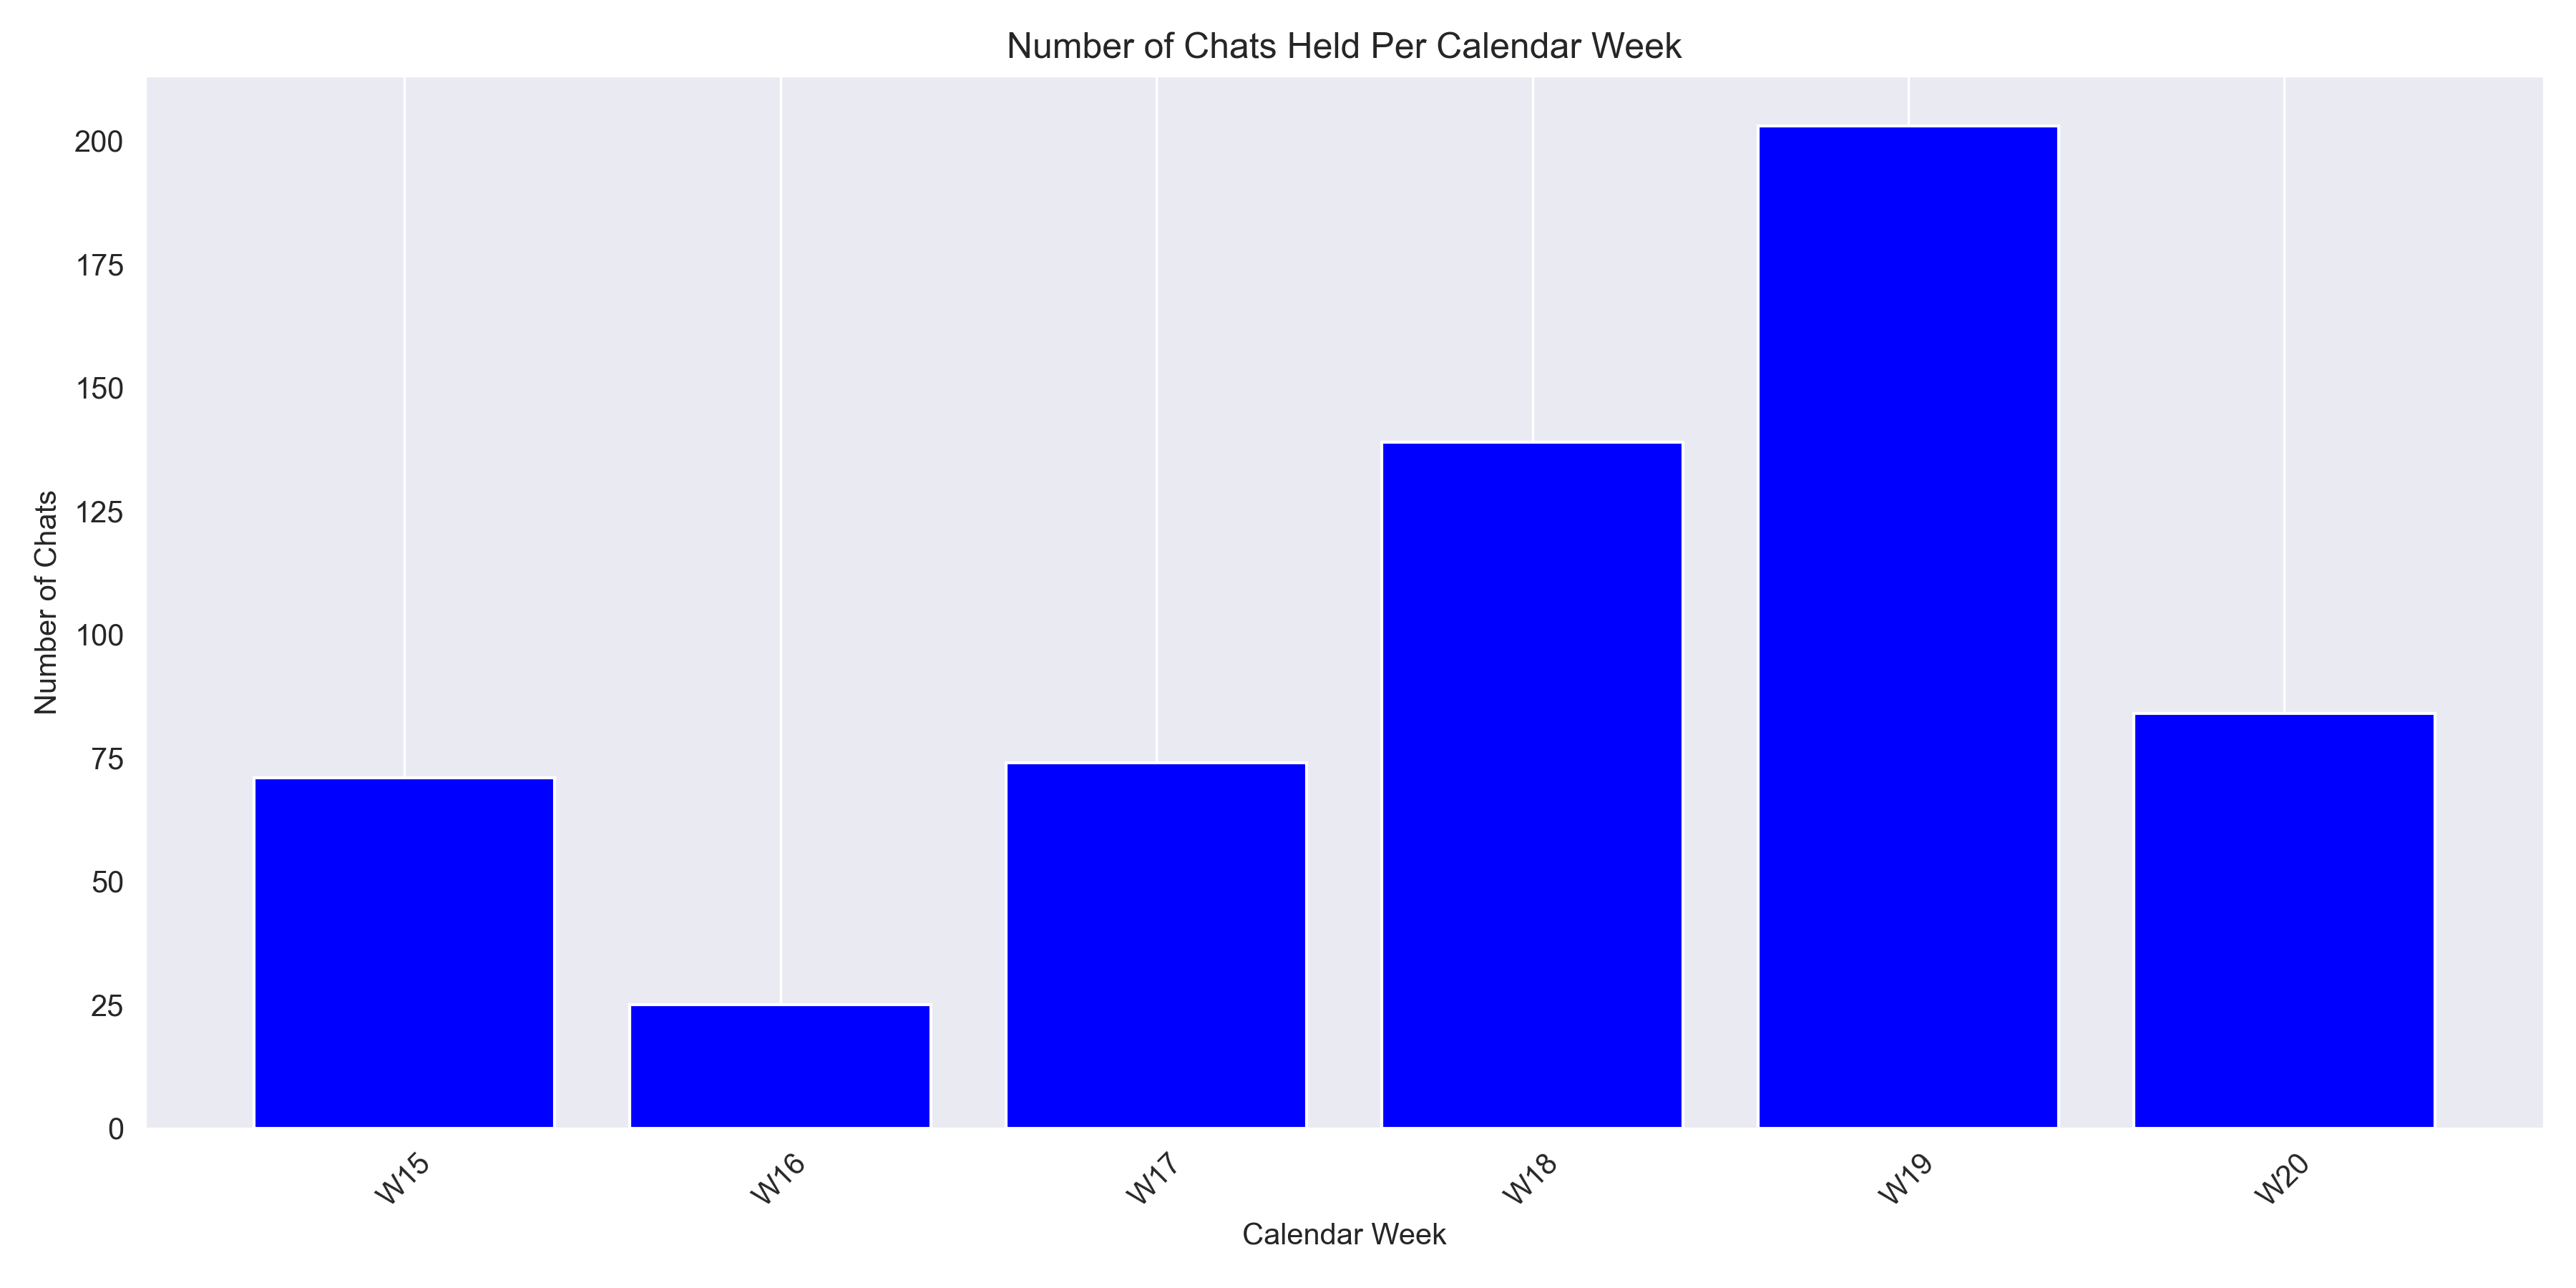 Number of Chats Held Per Calendar Week
Number of Chats
200
175
150
125
100
75
50
25
0
W15
W16
W17
W18
W19
W20
Calendar Week